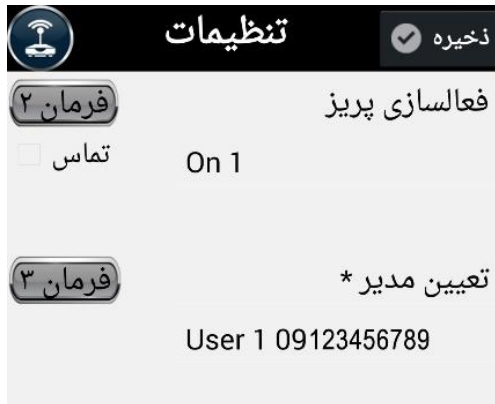 ذخیره
تنظیمات
فعالسازی پریز
فرمان ۲
On 1
تماس
تعیین مدیر *
فرمان ۳
User 1 09123456789